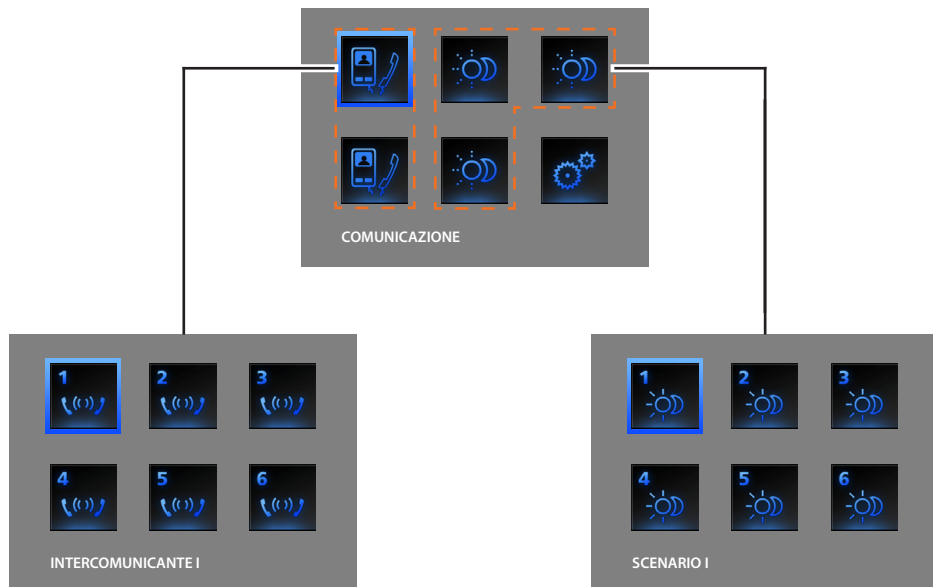 COMUNICAZIONE
1 2 3
4 5 6
INTERCOMUNICANTE I
1 2 3
4 5 6
SCENARIO I